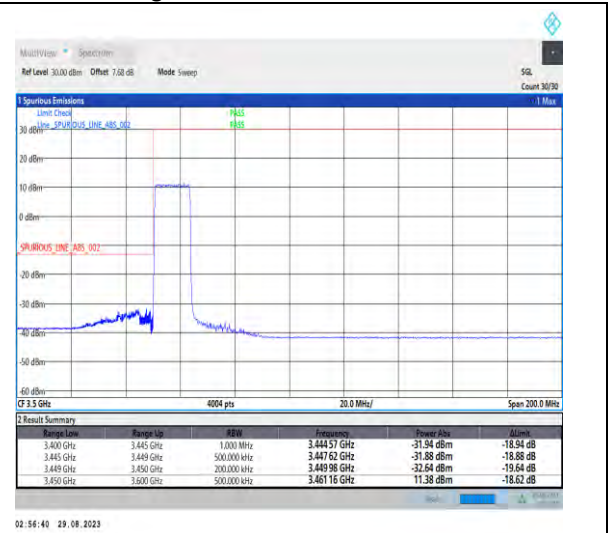 MultiView Spectrum
Ref Level 30.00 dBm Offset 7.68 dB Mode Sweep SGL
Count 30/30
1 Spurious Emissions 1 Max
Limit Check PASS
Line _SPURIOUS_LINE_ABS_002 PASS
30 dBm
20 dBm
10 dBm
0 dBm
_SPURIOUS_LINE_ABS_002
-20 dBm
-30 dBm
-40 dBm
-50 dBm
-60 dBm
CF 3.5 GHz 4004 pts 20.0 MHz/ Span 200.0 MHz
2 Result Summary
Range Low Range Up RBW Frequency Power Abs ΔLimit
3.400 GHz 3.445 GHz 1.000 MHz 3.444 57 GHz -31.94 dBm -18.94 dB
3.445 GHz 3.449 GHz 500.000 kHz 3.447 62 GHz -31.88 dBm -18.88 dB
3.449 GHz 3.450 GHz 200.000 kHz 3.449 98 GHz -32.64 dBm -19.64 dB
3.450 GHz 3.600 GHz 500.000 kHz 3.461 16 GHz 11.38 dBm -18.62 dB
02:56:40 29.08.2023